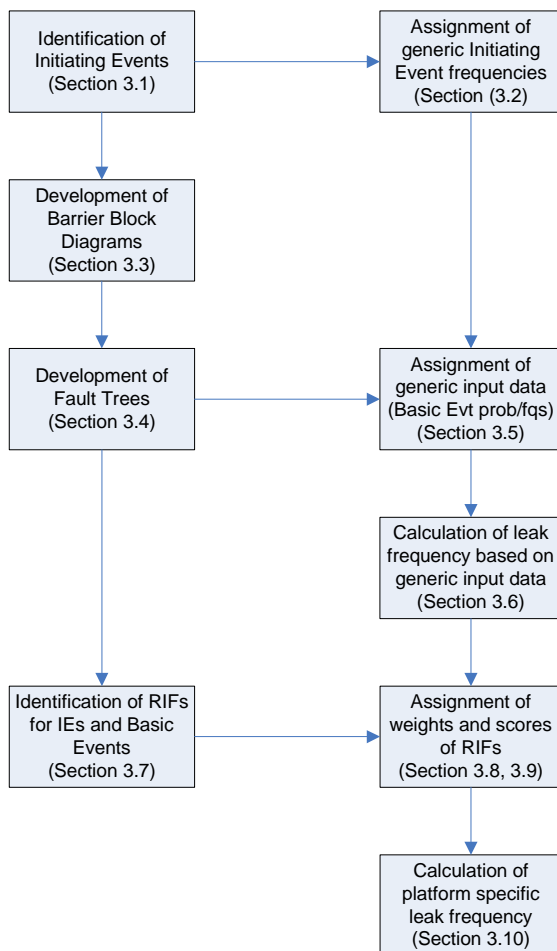 Identification of
Initiating Events
(Section 3.1)
Assignment of
generic Initiating
Event frequencies
(Section (3.2)
Development of
Barrier Block
Diagrams
(Section 3.3)
Development of
Fault Trees
(Section 3.4)
Assignment of
generic input data
(Basic Evt prob/fqs)
(Section 3.5)
Calculation of leak
frequency based on
generic input data
(Section 3.6)
Identification of RIFs
for IEs and Basic
Events
(Section 3.7)
Assignment of
weights and scores
of RIFs
(Section 3.8, 3.9)
Calculation of
platform specific
leak frequency
(Section 3.10)